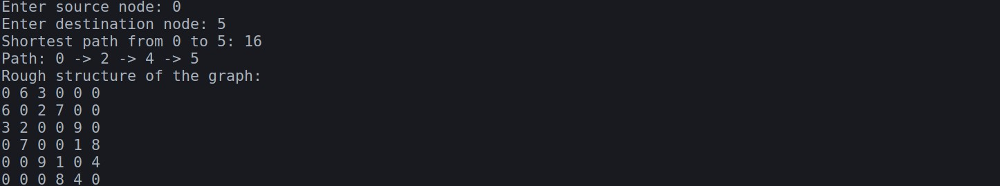 Enter source node: 0
Enter destination node: 5
Shortest path from 0 to 5: 16
Path: 0 -> 2 -> 4 -> 5
Rough structure of the graph:
0 6 3 0 0 0
6 0 2 7 0 0
3 2 0 0 9 0
0 7 0 0 1 8
0 0 9 1 0 4
0 0 0 8 4 0